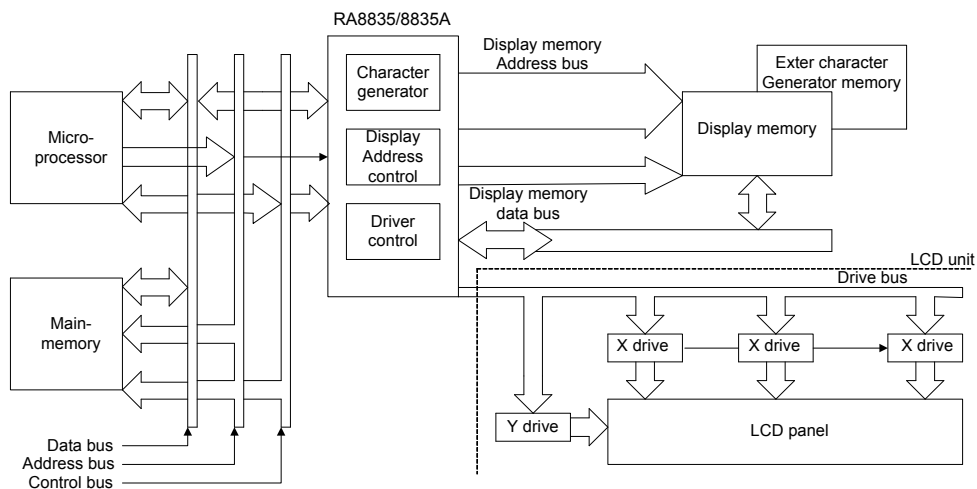 RA8835/8835A
Display memory
Address bus
Exter character
Generator memory
Character
generator
Micro-
processor
Display
Address
control
Display memory
Display memory
data bus
Driver
control
LCD unit
Drive bus
Main-
memory
X drive
X drive
X drive
Y drive
LCD panel
Data bus
Address bus
Control bus